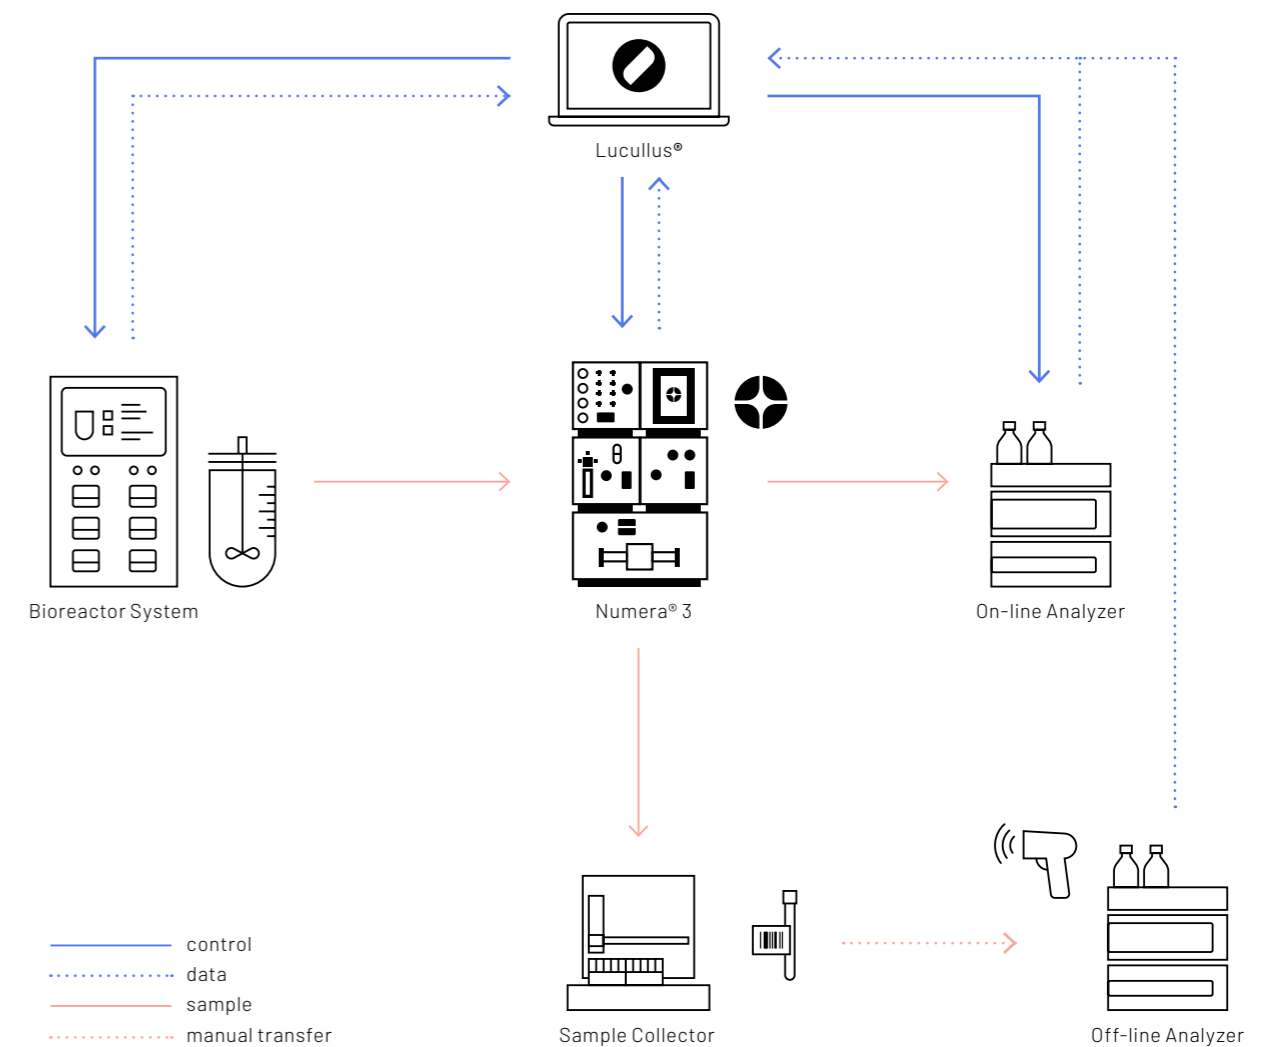 Lucullus®
Bioreactor System
Numera® 3
On-line Analyzer
control
data
sample
manual transfer
Sample Collector
Off-line Analyzer